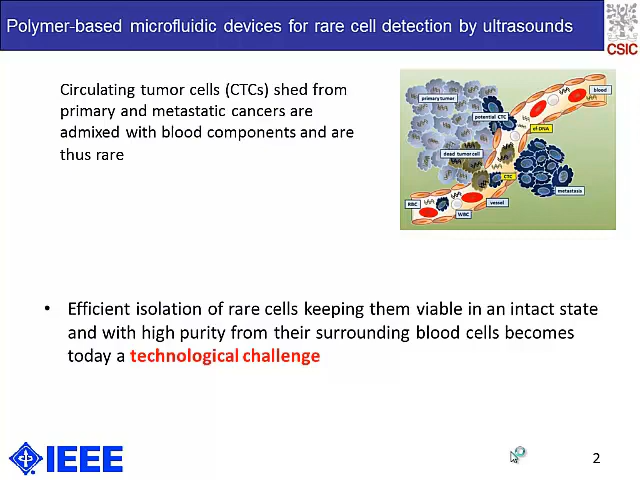 Polymer-based microfluidic devices for rare cell detection by ultrasounds
CSIC
Circulating tumor cells (CTCs) shed from
primary and metastatic cancers are
admixed with blood components and are
thus rare
primary tumor
blood
potential CTC
cf-DNA
dead tumor cell
CTC
metastasis
RBC
vessel
WBC
• Efficient isolation of rare cells keeping them viable in an intact state
and with high purity from their surrounding blood cells becomes
today a technological challenge
IEEE
2